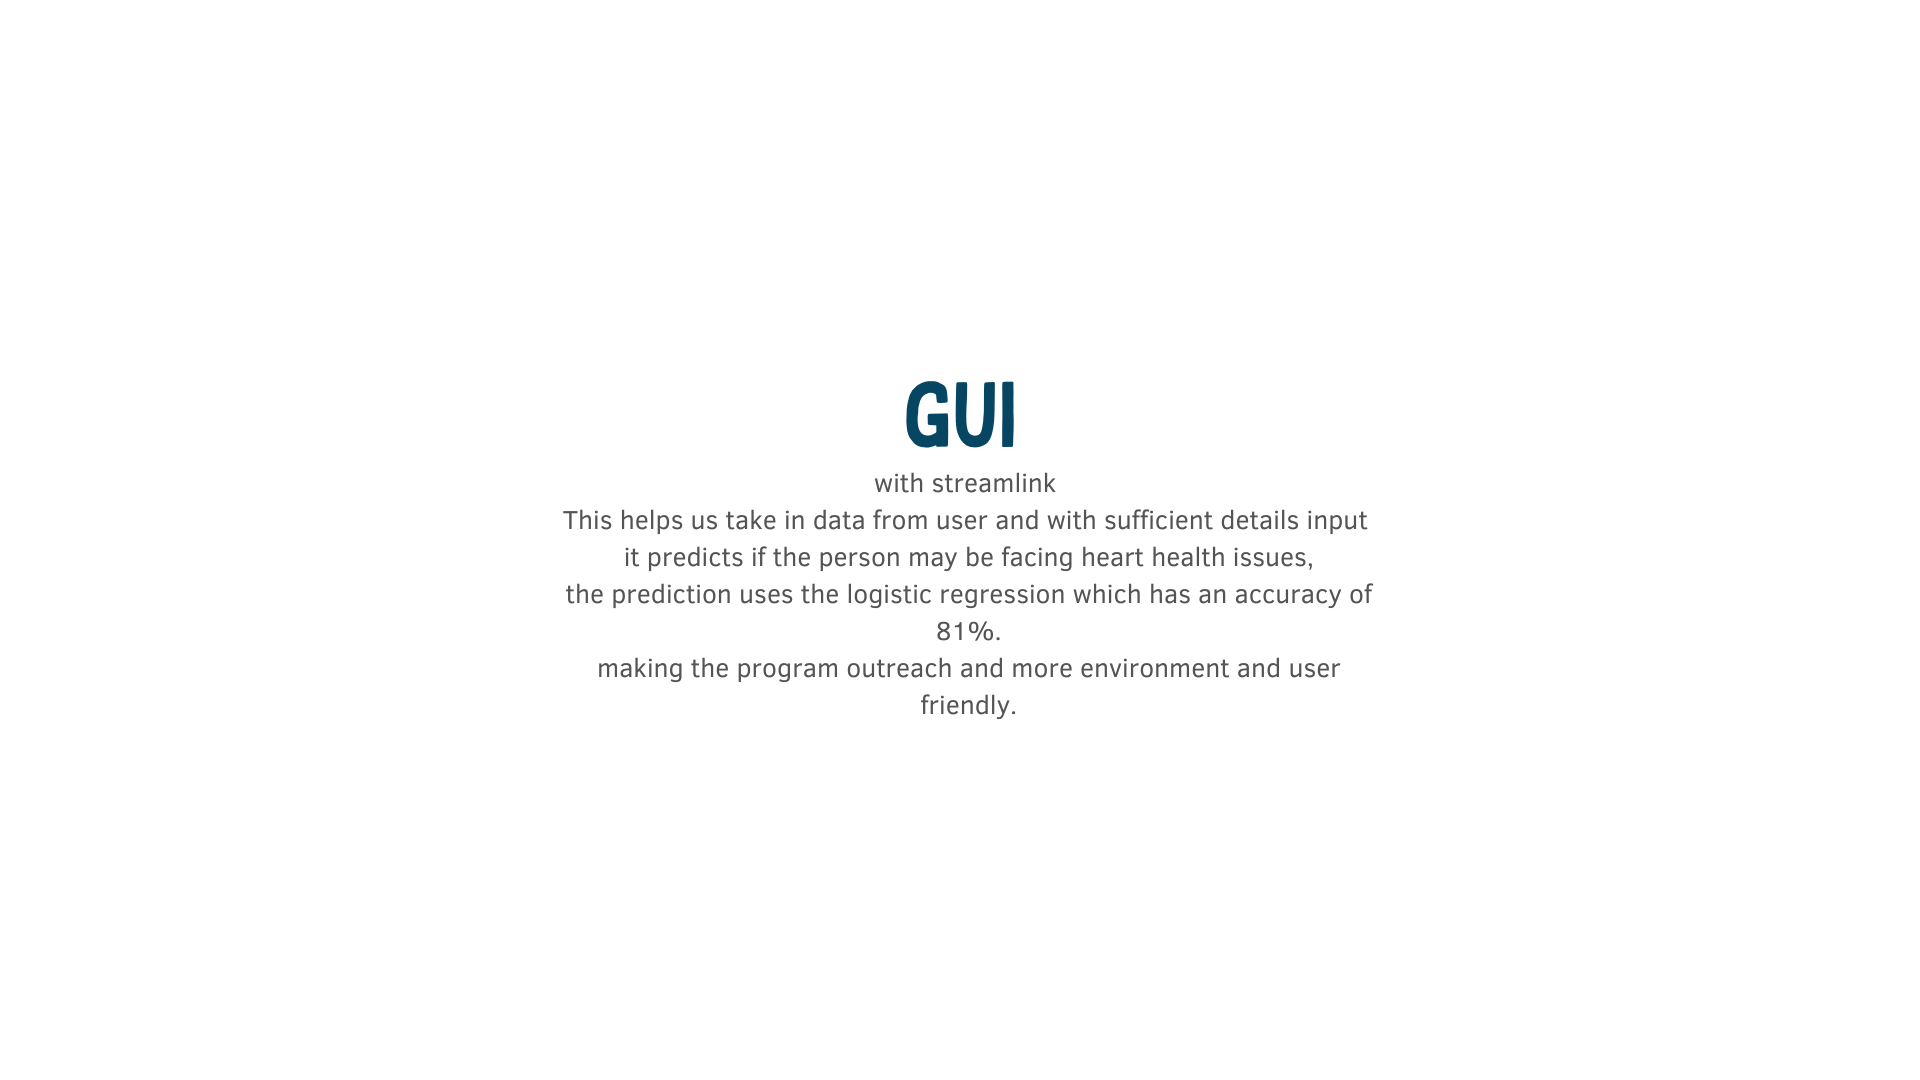 GUI
with streamlink
This helps us take in data from user and with sufficient details input
it predicts if the person may be facing heart health issues,
the prediction uses the logistic regression which has an accuracy of
81%.
making the program outreach and more environment and user
friendly.